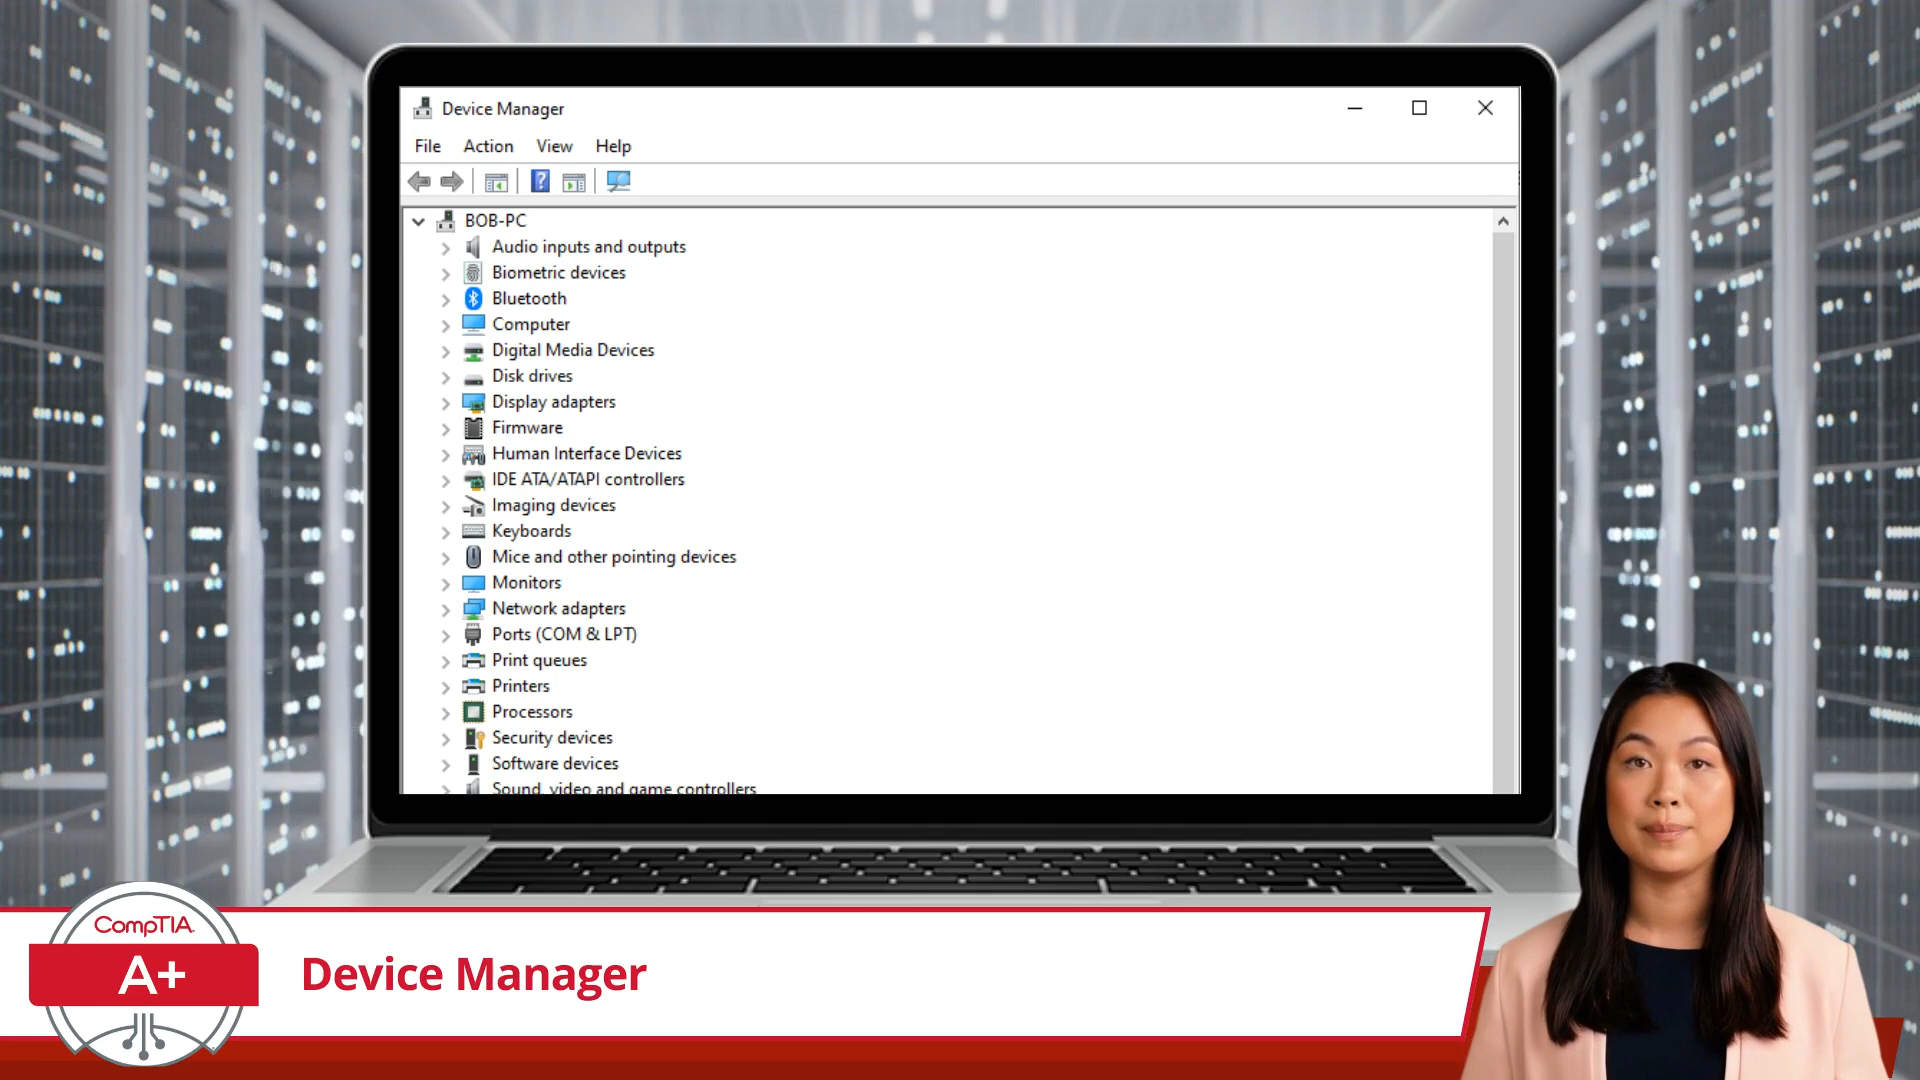 Device Manager
File Action View Help
?
BOB-PC
Audio inputs and outputs
Biometric devices
Bluetooth
Computer
Digital Media Devices
Disk drives
Display adapters
Firmware
Human Interface Devices
IDE ATA/ATAPI controllers
Imaging devices
Keyboards
Mice and other pointing devices
Monitors
Network adapters
Ports (COM & LPT)
Print queues
Printers
Processors
Security devices
Software devices
Sound, video and game controllers
CompTIA
A+
Device Manager